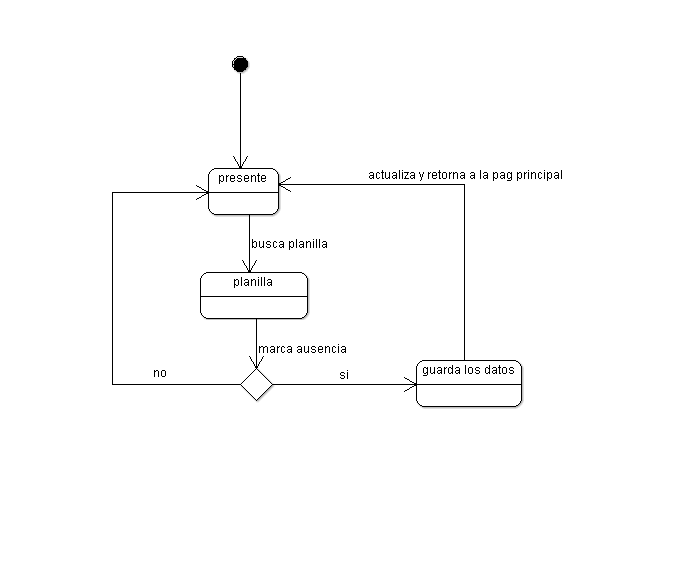 actualiza y retorna a la pag principal
presente
busca planilla
planilla
marca ausencia
no
si
guarda los datos